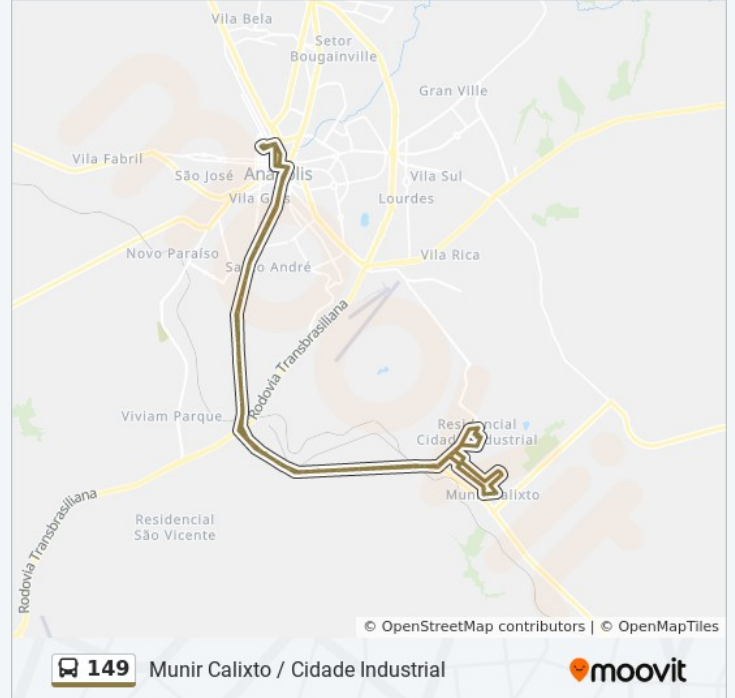 Vila Bela
Setor
Bougainville
Gran Ville
Vila Fabril
São José
Vila Sul
Lourdes
Novo Paraíso
Vila Rica
Rodovia Transbrasiliana
Viviam Parque
Residencial
Munir Calixto
Rodovia Transbrasiliana
Residencial
São Vicente
© OpenStreetMap contributors | © OpenMapTiles
149 Munir Calixto / Cidade Industrial moovit